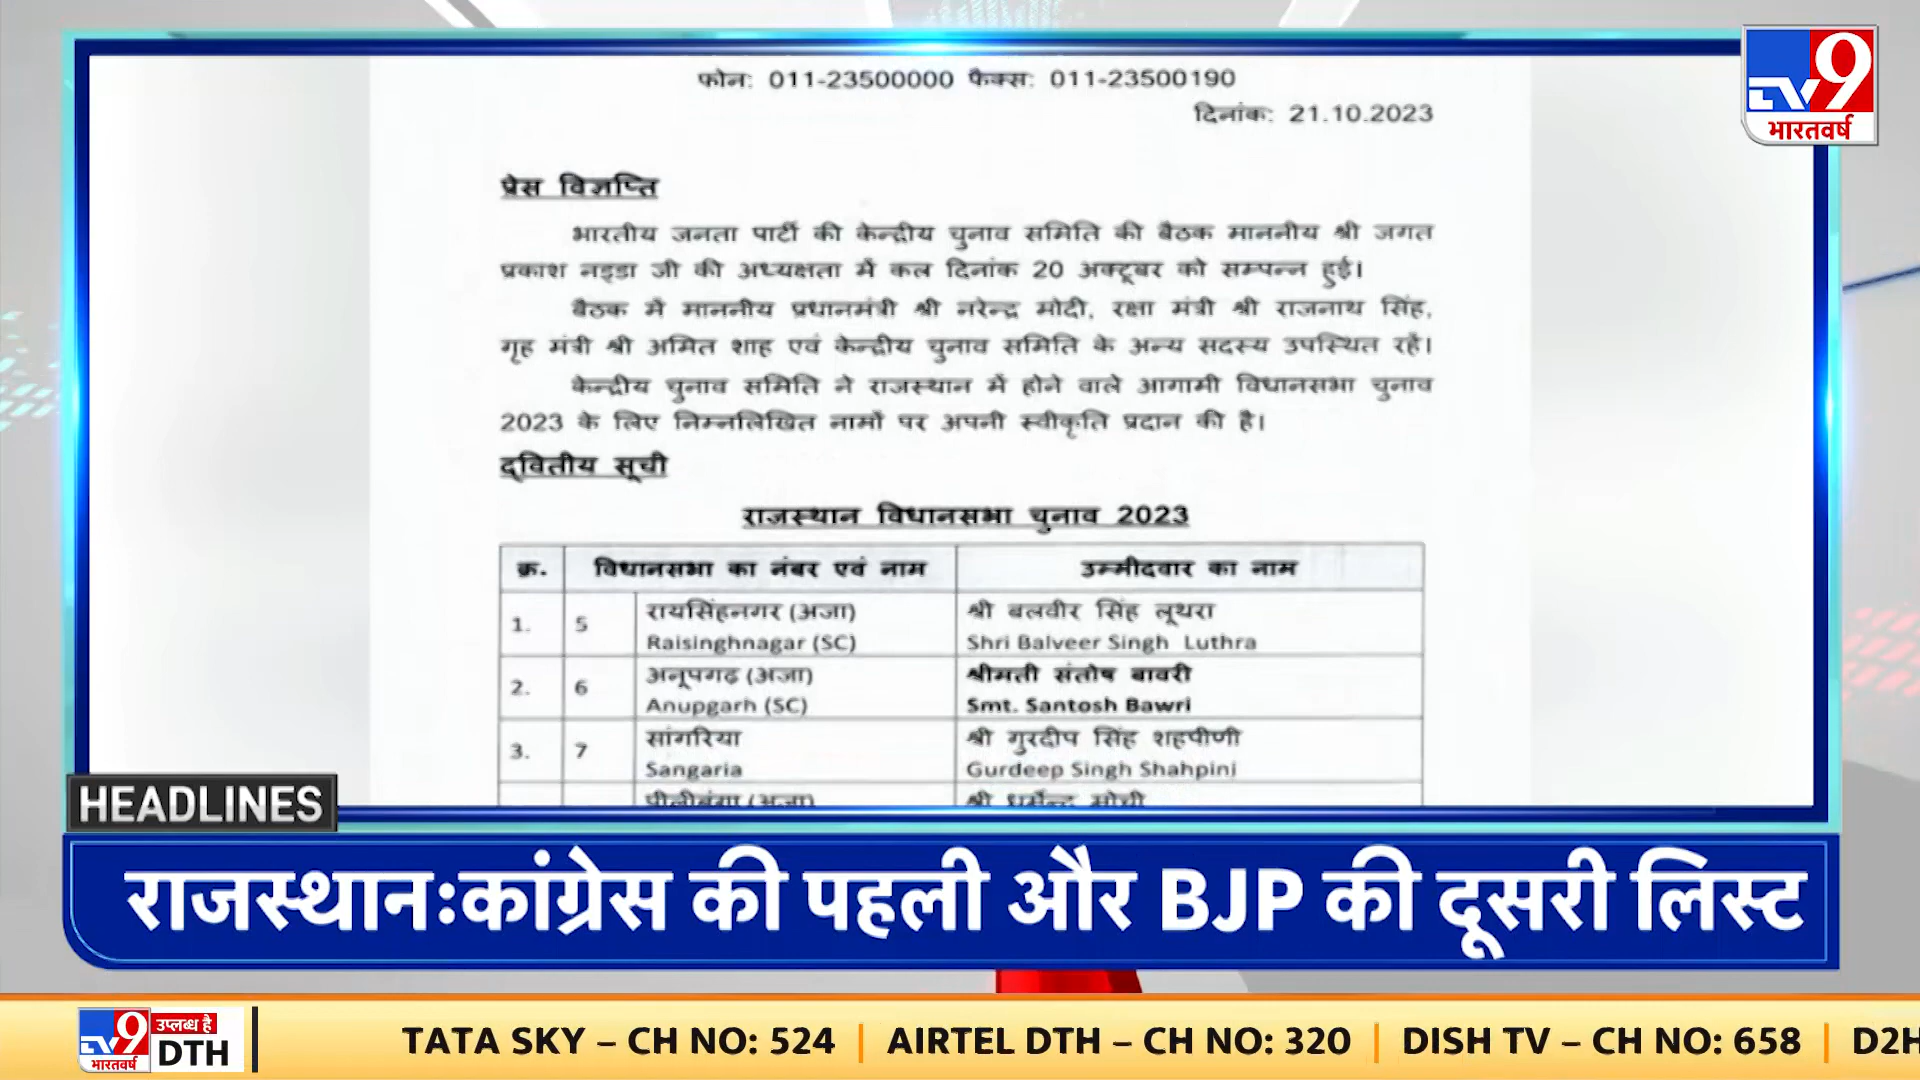 फोन: 011-23500000 फैक्स: 011-23500190
दिनांक: 21.10.2023
TV9
भारतवर्ष
प्रेस विज्ञप्ति
भारतीय जनता पार्टी की केन्द्रीय चुनाव समिति की बैठक माननीय श्री जगत
प्रकाश नड्डा जी की अध्यक्षता में कल दिनांक 20 अक्टूबर को सम्पन्न हुई।
बैठक में माननीय प्रधानमंत्री श्री नरेन्द्र मोदी, रक्षा मंत्री श्री राजनाथ सिंह,
गृह मंत्री श्री अमित शाह एवं केन्द्रीय चुनाव समिति के अन्य सदस्य उपस्थित रहें।
केन्द्रीय चुनाव समिति ने राजस्थान में होने वाले आगामी विधानसभा चुनाव
2023 के लिए निम्नलिखित नामों पर अपनी स्वीकृति प्रदान की है।
द्वितीय सूची
राजस्थान विधानसभा चुनाव 2023
क्र. विधानसभा का नंबर एवं नाम उम्मीदवार का नाम
1. 5 रायसिंहनगर (अजा) श्री बलवीर सिंह लूथरा
Raisinghnagar (SC) Shri Balveer Singh Luthra
2. 6 अनूपगढ़ (अजा) श्रीमती संतोष बावरी
Anupgarh (SC) Smt. Santosh Bawri
3. 7 सांगरिया श्री गुरदीप सिंह शहपीणी
Sangaria Gurdeep Singh Shahpini
पीलीबंगा (अजा) श्री धर्मेन्द्र मोची
HEADLINES
राजस्थानःकांग्रेस की पहली और BJP की दूसरी लिस्ट
TV9 भारतवर्ष उपलब्ध है DTH
TATA SKY – CH NO: 524 | AIRTEL DTH – CH NO: 320 | DISH TV – CH NO: 658 | D2H